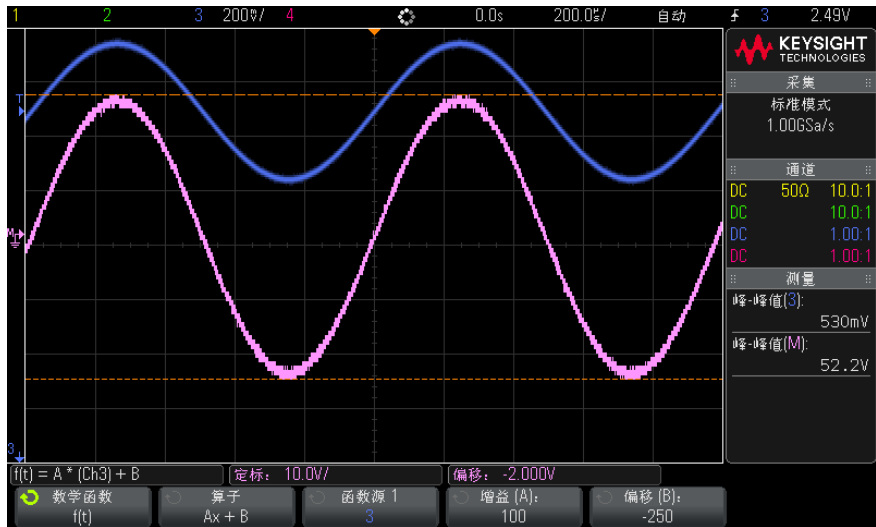 1 2 3 200㎷/ 4 0.0s 200.0㎲/ 自动 3 2.49V
KEYSIGHT
TECHNOLOGIES
采集
标准模式
1.00GSa/s
通道
DC 50Ω 10.0:1
DC 10.0:1
DC 1.00:1
DC 1.00:1
测量
峰-峰值(3):
530mV
峰-峰值(M):
52.2V
T
M
3
f(t) = A * (Ch3) + B
定标: 10.0V/
偏移: -2.000V
数学函数
f(t)
算子
Ax + B
函数源 1
3
增益 (A):
100
偏移 (B):
-250